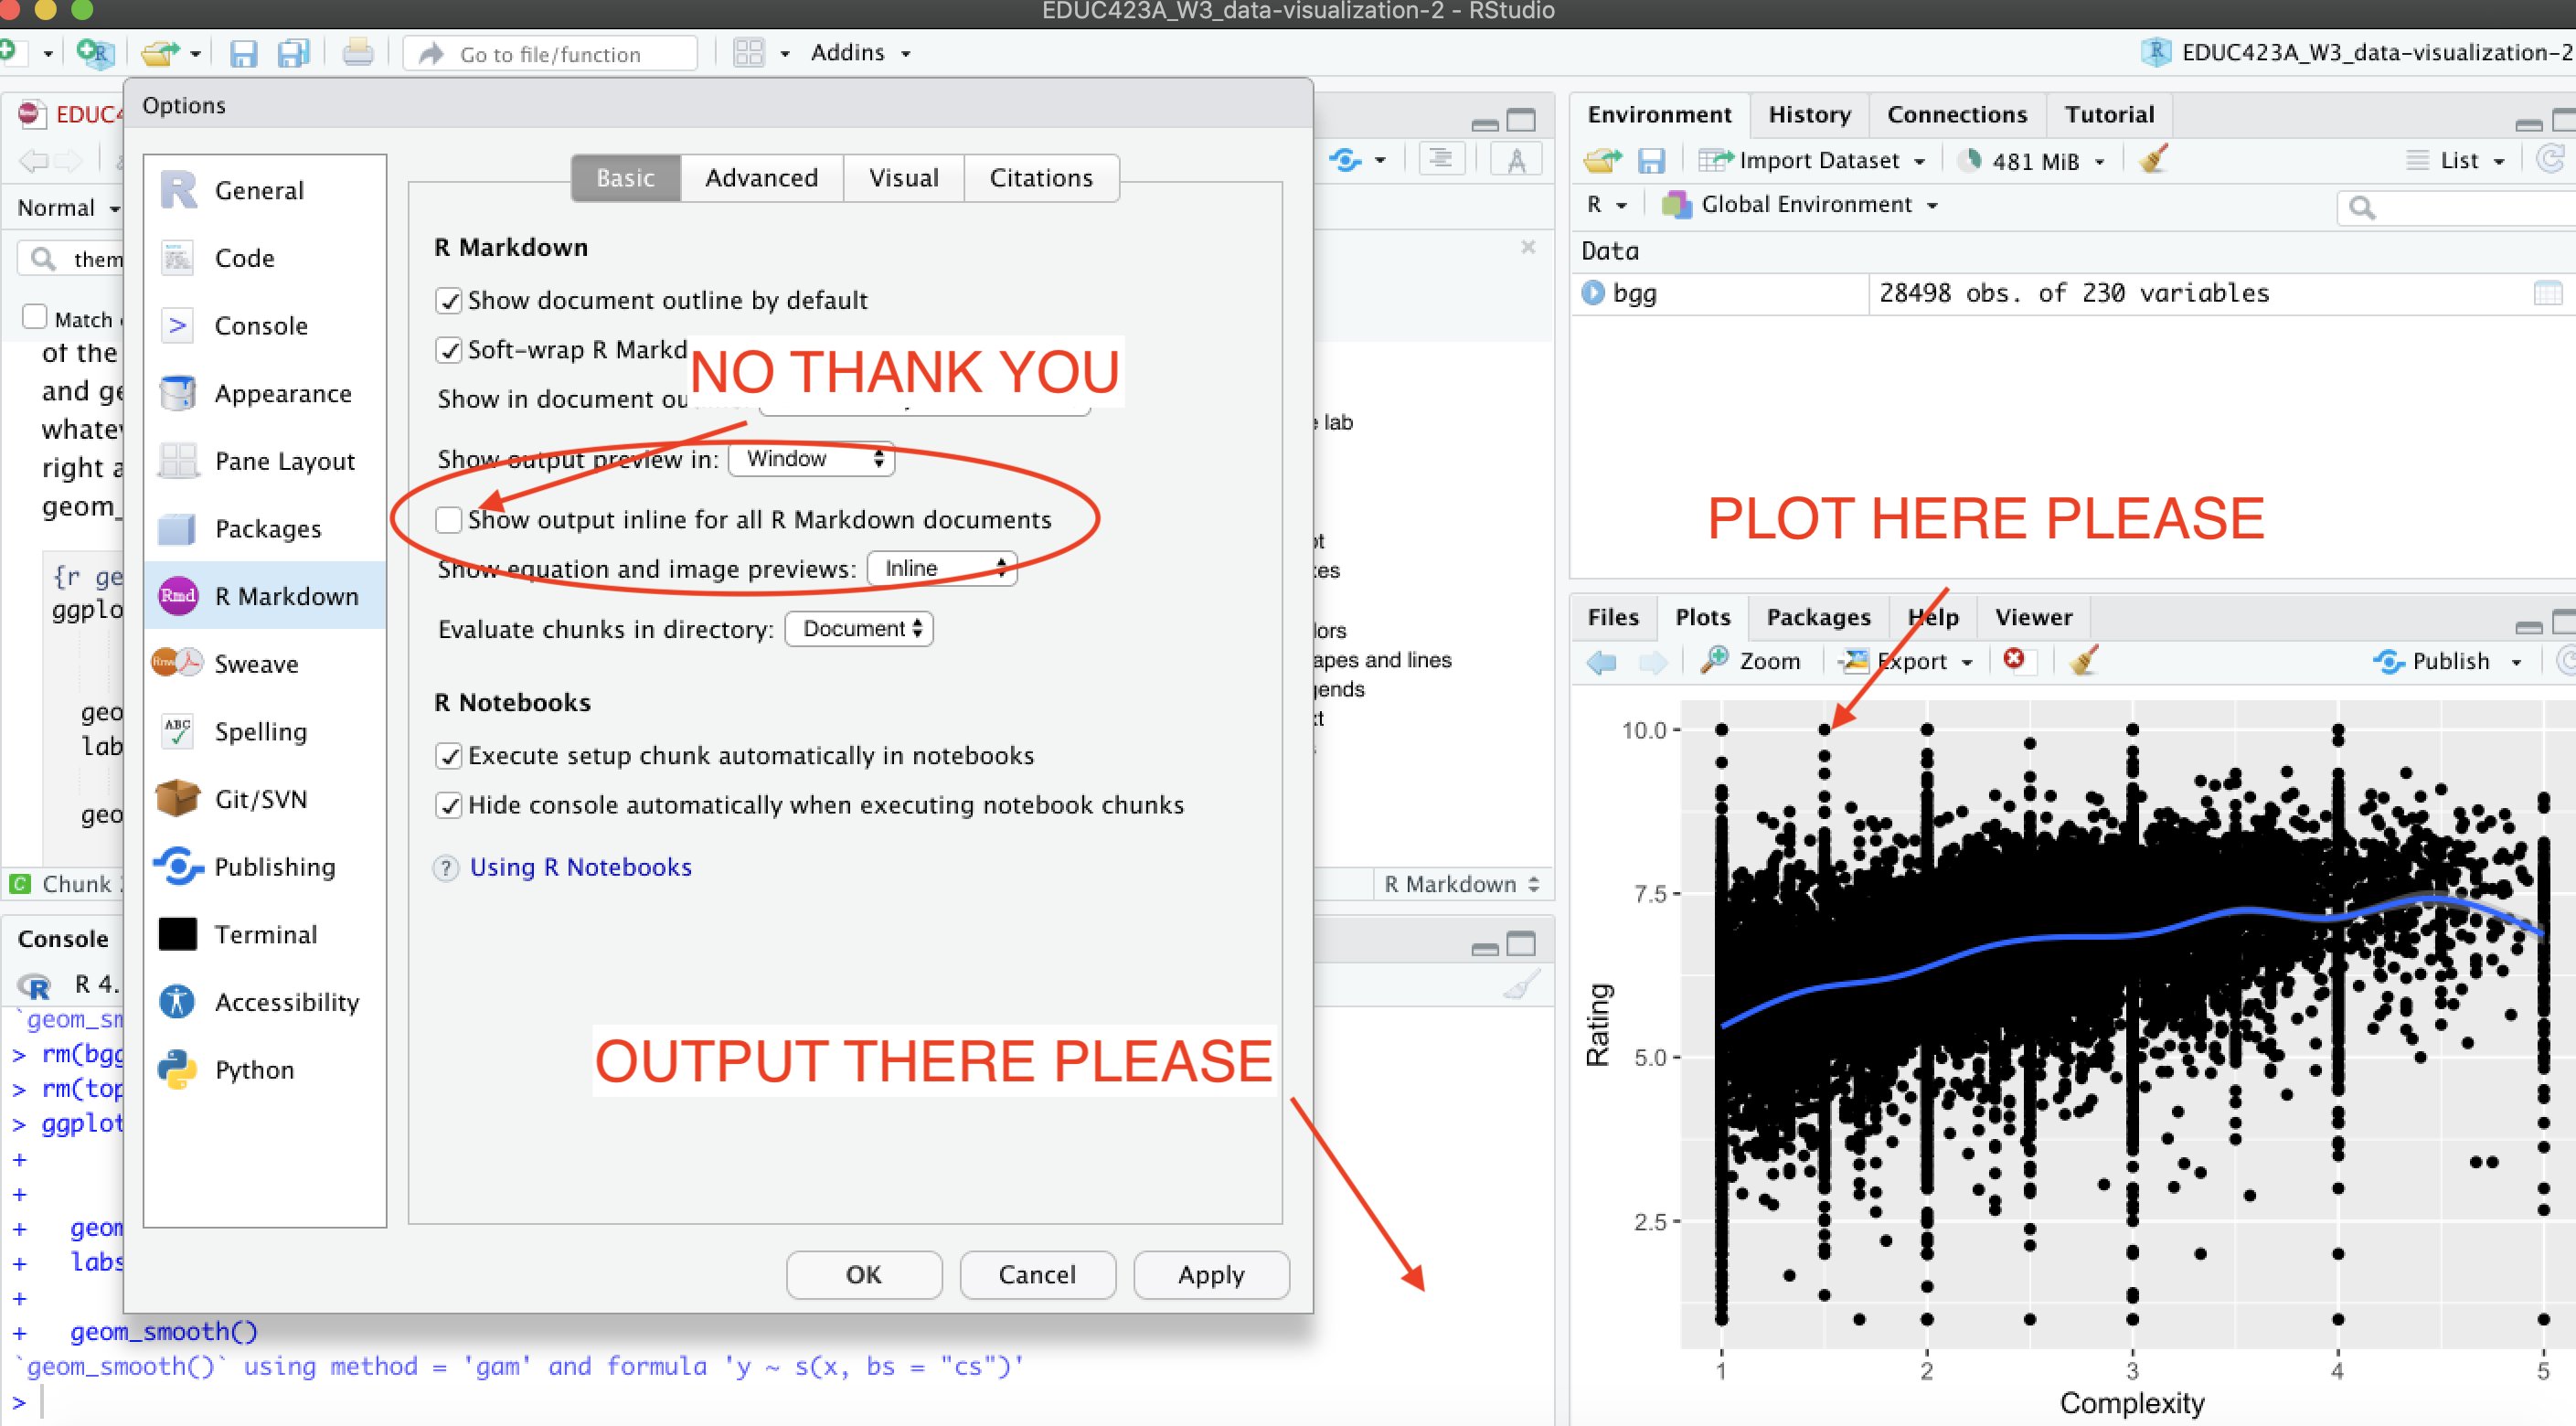 EDUC423A_W3_data-visualization-2 - RStudio
Go to file/function
Addins
EDUC423A_W3_data-visualization-2
Options
EDUC4
Normal
them
Match
of the
and ge
whatev
right a
geom_
{r ge
ggplo
geo
lab
geo
Chunk
General
Code
Console
Appearance
Pane Layout
Packages
Rmd R Markdown
Sweave
ABC Spelling
Git/SVN
Publishing
Terminal
Accessibility
Python
Basic Advanced Visual Citations
R Markdown
Show document outline by default
Soft-wrap R Markd
NO THANK YOU
Show in document ou
Show output preview in: Window
Show output inline for all R Markdown documents
Show equation and image previews: Inline
Evaluate chunks in directory: Document
R Notebooks
Execute setup chunk automatically in notebooks
Hide console automatically when executing notebook chunks
? Using R Notebooks
OUTPUT THERE PLEASE
OK Cancel Apply
lab
apes and lines
R Markdown
Console
R 4.
`geom_sm
> rm(bgg
> rm(top
> ggplot
+
+
+ geom
+ labs
+
+ geom_smooth()
`geom_smooth()` using method = 'gam' and formula 'y ~ s(x, bs = "cs")'
>
Environment History Connections Tutorial
Import Dataset 481 MiB List
R Global Environment
Data
bgg 28498 obs. of 230 variables
PLOT HERE PLEASE
Files Plots Packages Help Viewer
Zoom Export Publish
10.0
7.5
5.0
2.5
Rating
1 2 3 4 5
Complexity